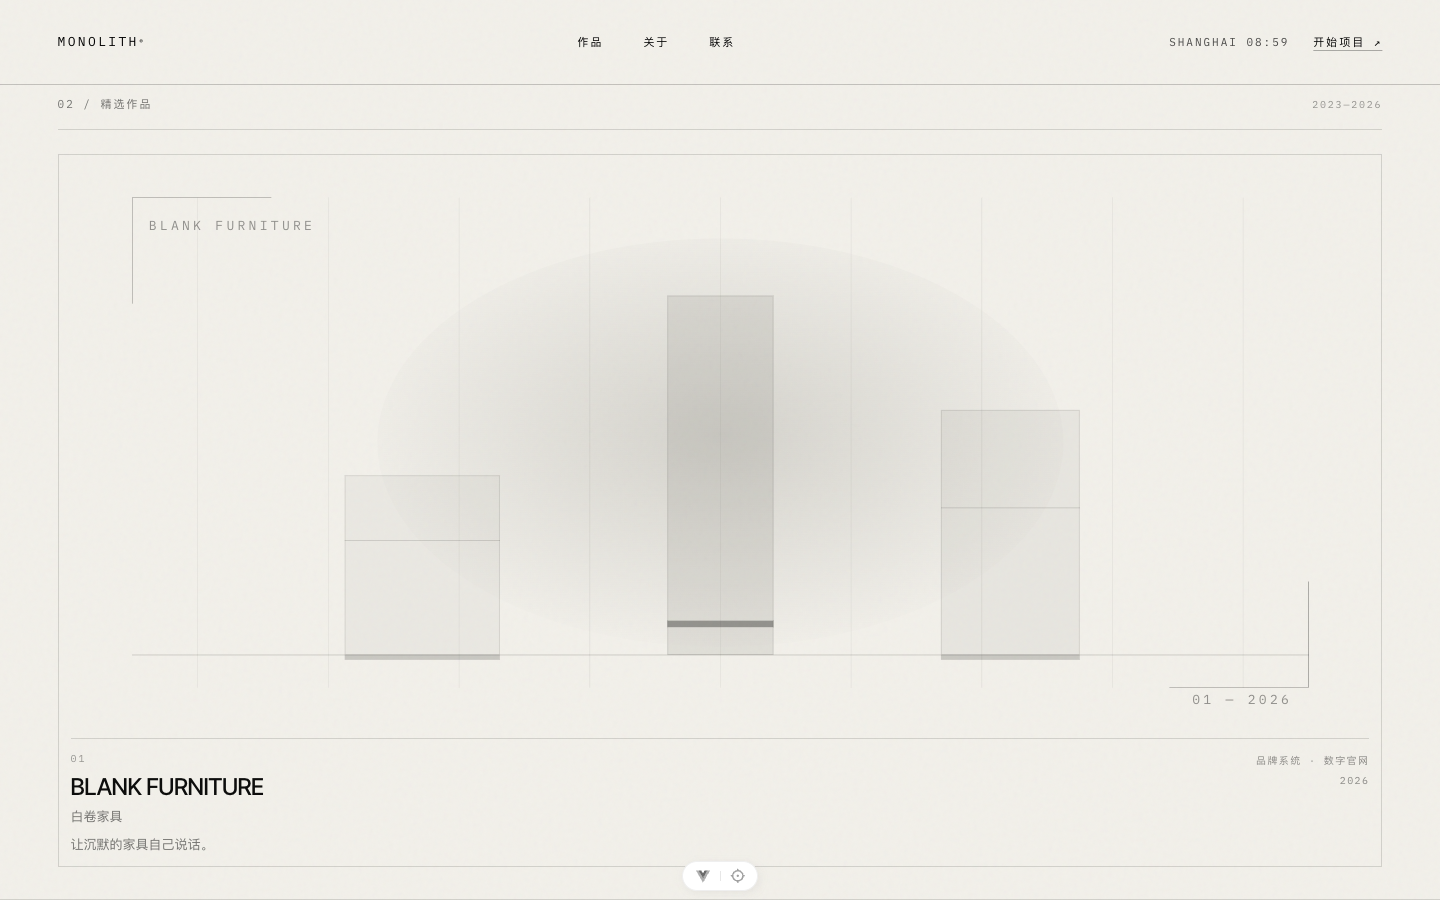 MONOLITH®
作品 关于 联系
SHANGHAI 08:59 开始项目 ↗
02 / 精选作品
2023—2026
BLANK FURNITURE
01 — 2026
01
BLANK FURNITURE
白卷家具
让沉默的家具自己说话。
品牌系统 · 数字官网
2026